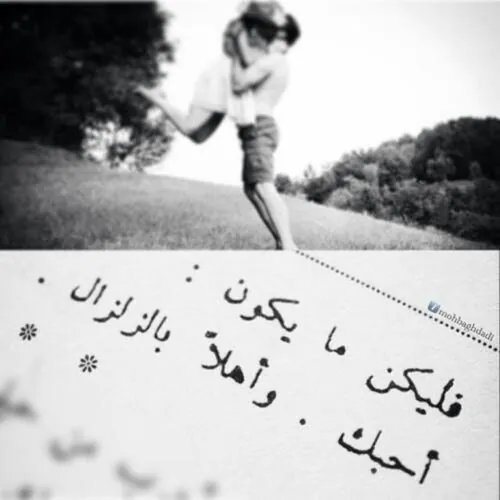 فليكن ما يكون :
أحبك . وأهلاً بالزلزال .
mohbaghdadi